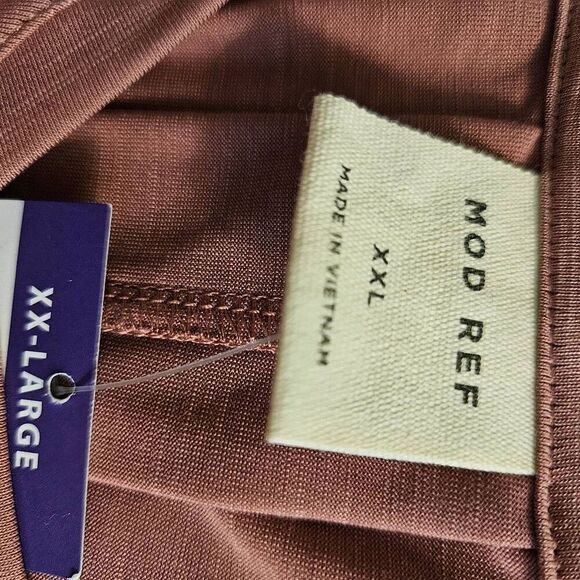 MOD REF
XXL
MADE IN VIETNAM
XX-LARGE